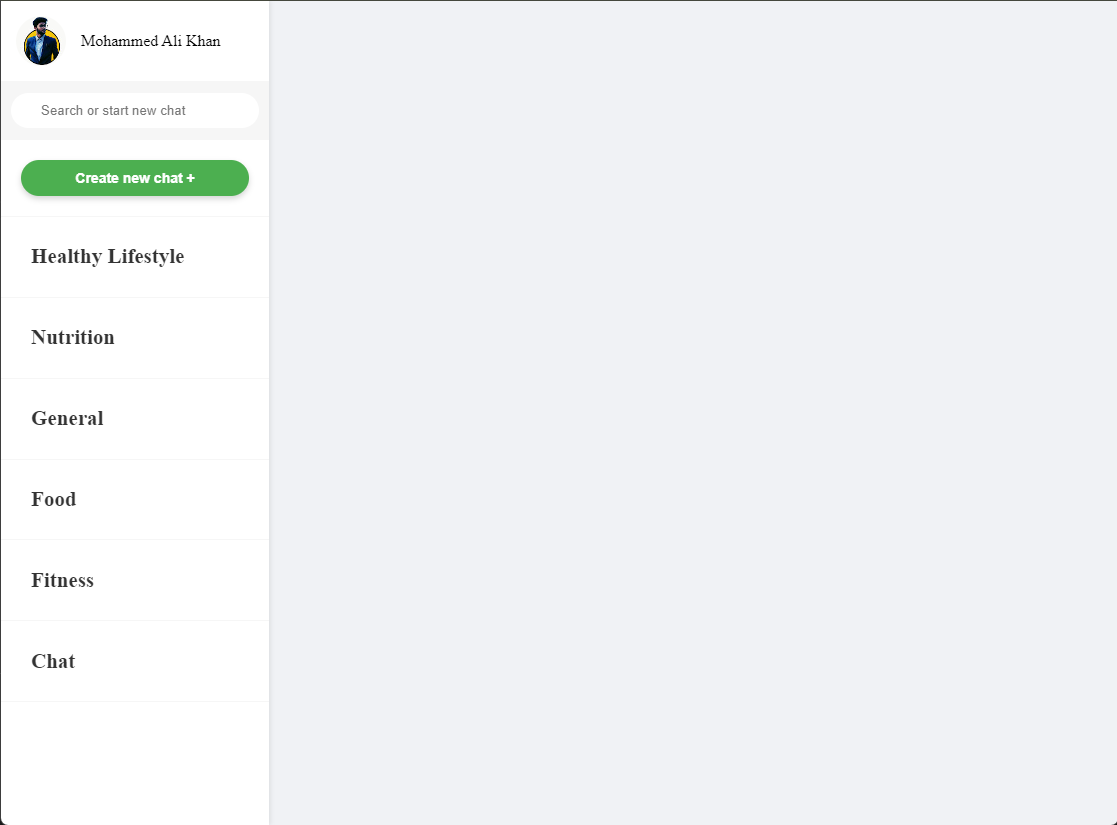 Mohammed Ali Khan
Search or start new chat
Create new chat +
Healthy Lifestyle
Nutrition
General
Food
Fitness
Chat